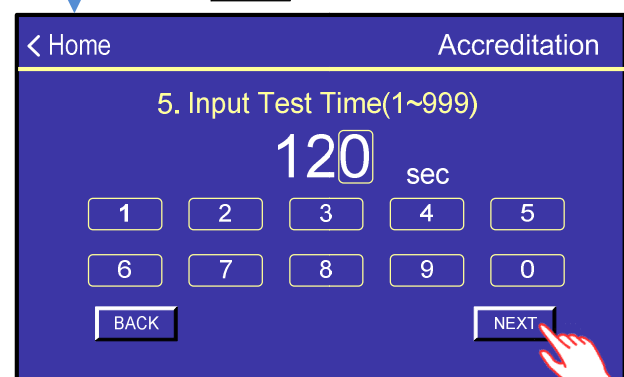 < Home Accreditation
5. Input Test Time(1~999)
120 sec
1 2 3 4 5
6 7 8 9 0
BACK NEXT